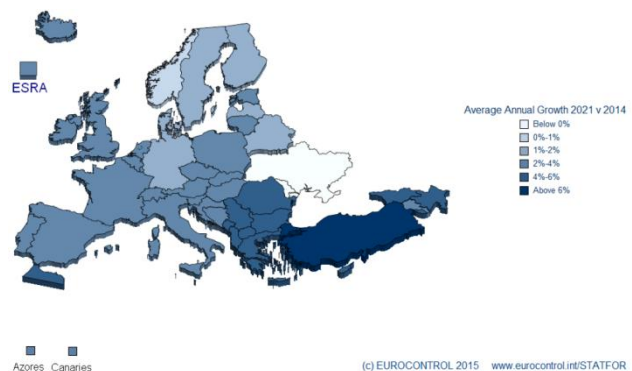 ESRA
Average Annual Growth 2021 v 2014
Below 0%
0%-1%
1%-2%
2%-4%
4%-6%
Above 6%
Azores Canaries
(c) EUROCONTROL 2015 www.eurocontrol.int/STATFOR